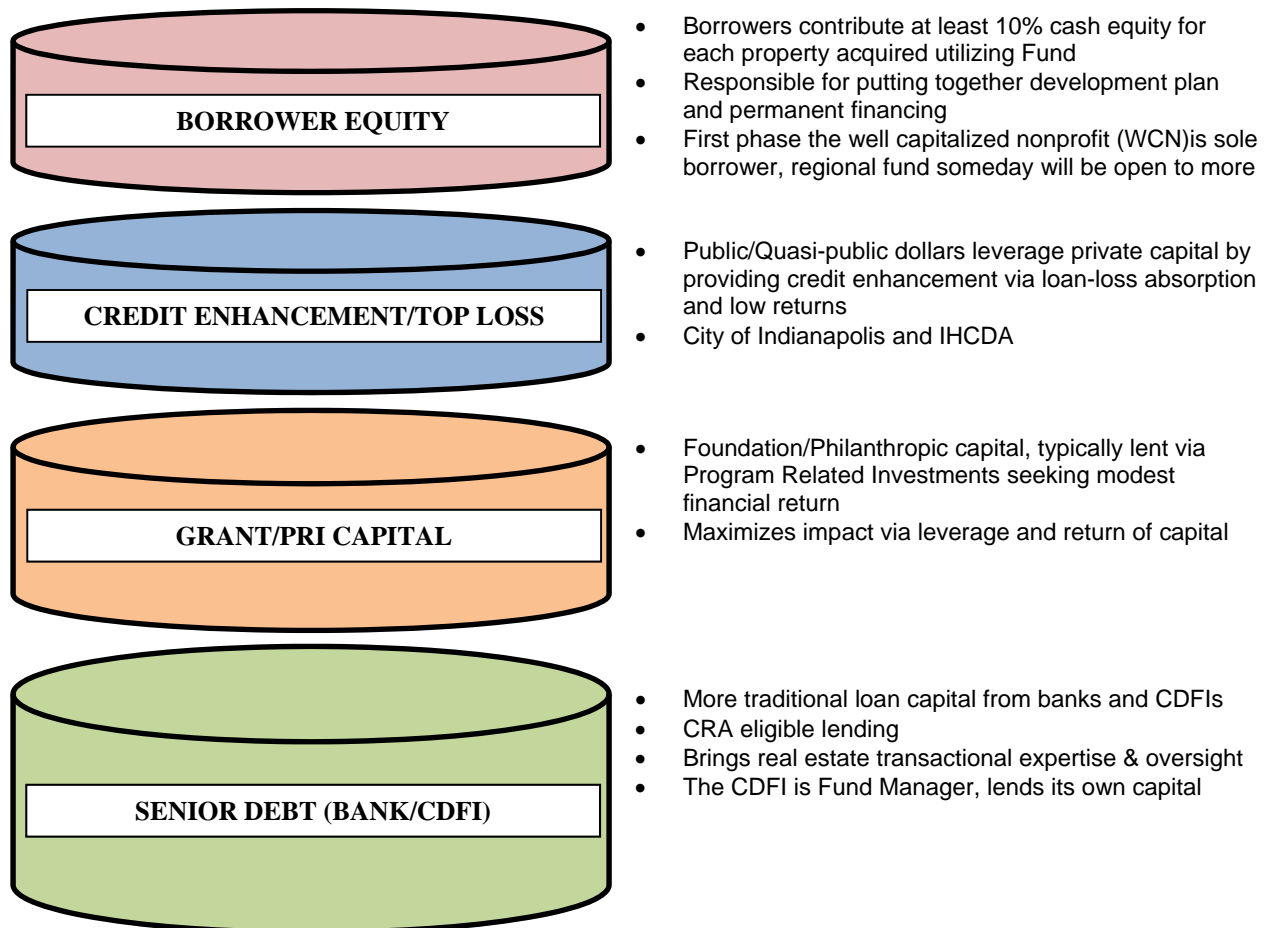 BORROWER EQUITY
• Borrowers contribute at least 10% cash equity for
each property acquired utilizing Fund
• Responsible for putting together development plan
and permanent financing
• First phase the well capitalized nonprofit (WCN)is sole
borrower, regional fund someday will be open to more
CREDIT ENHANCEMENT/TOP LOSS
• Public/Quasi-public dollars leverage private capital by
providing credit enhancement via loan-loss absorption
and low returns
• City of Indianapolis and IHCDA
GRANT/PRI CAPITAL
• Foundation/Philanthropic capital, typically lent via
Program Related Investments seeking modest
financial return
• Maximizes impact via leverage and return of capital
SENIOR DEBT (BANK/CDFI)
• More traditional loan capital from banks and CDFIs
• CRA eligible lending
• Brings real estate transactional expertise & oversight
• The CDFI is Fund Manager, lends its own capital